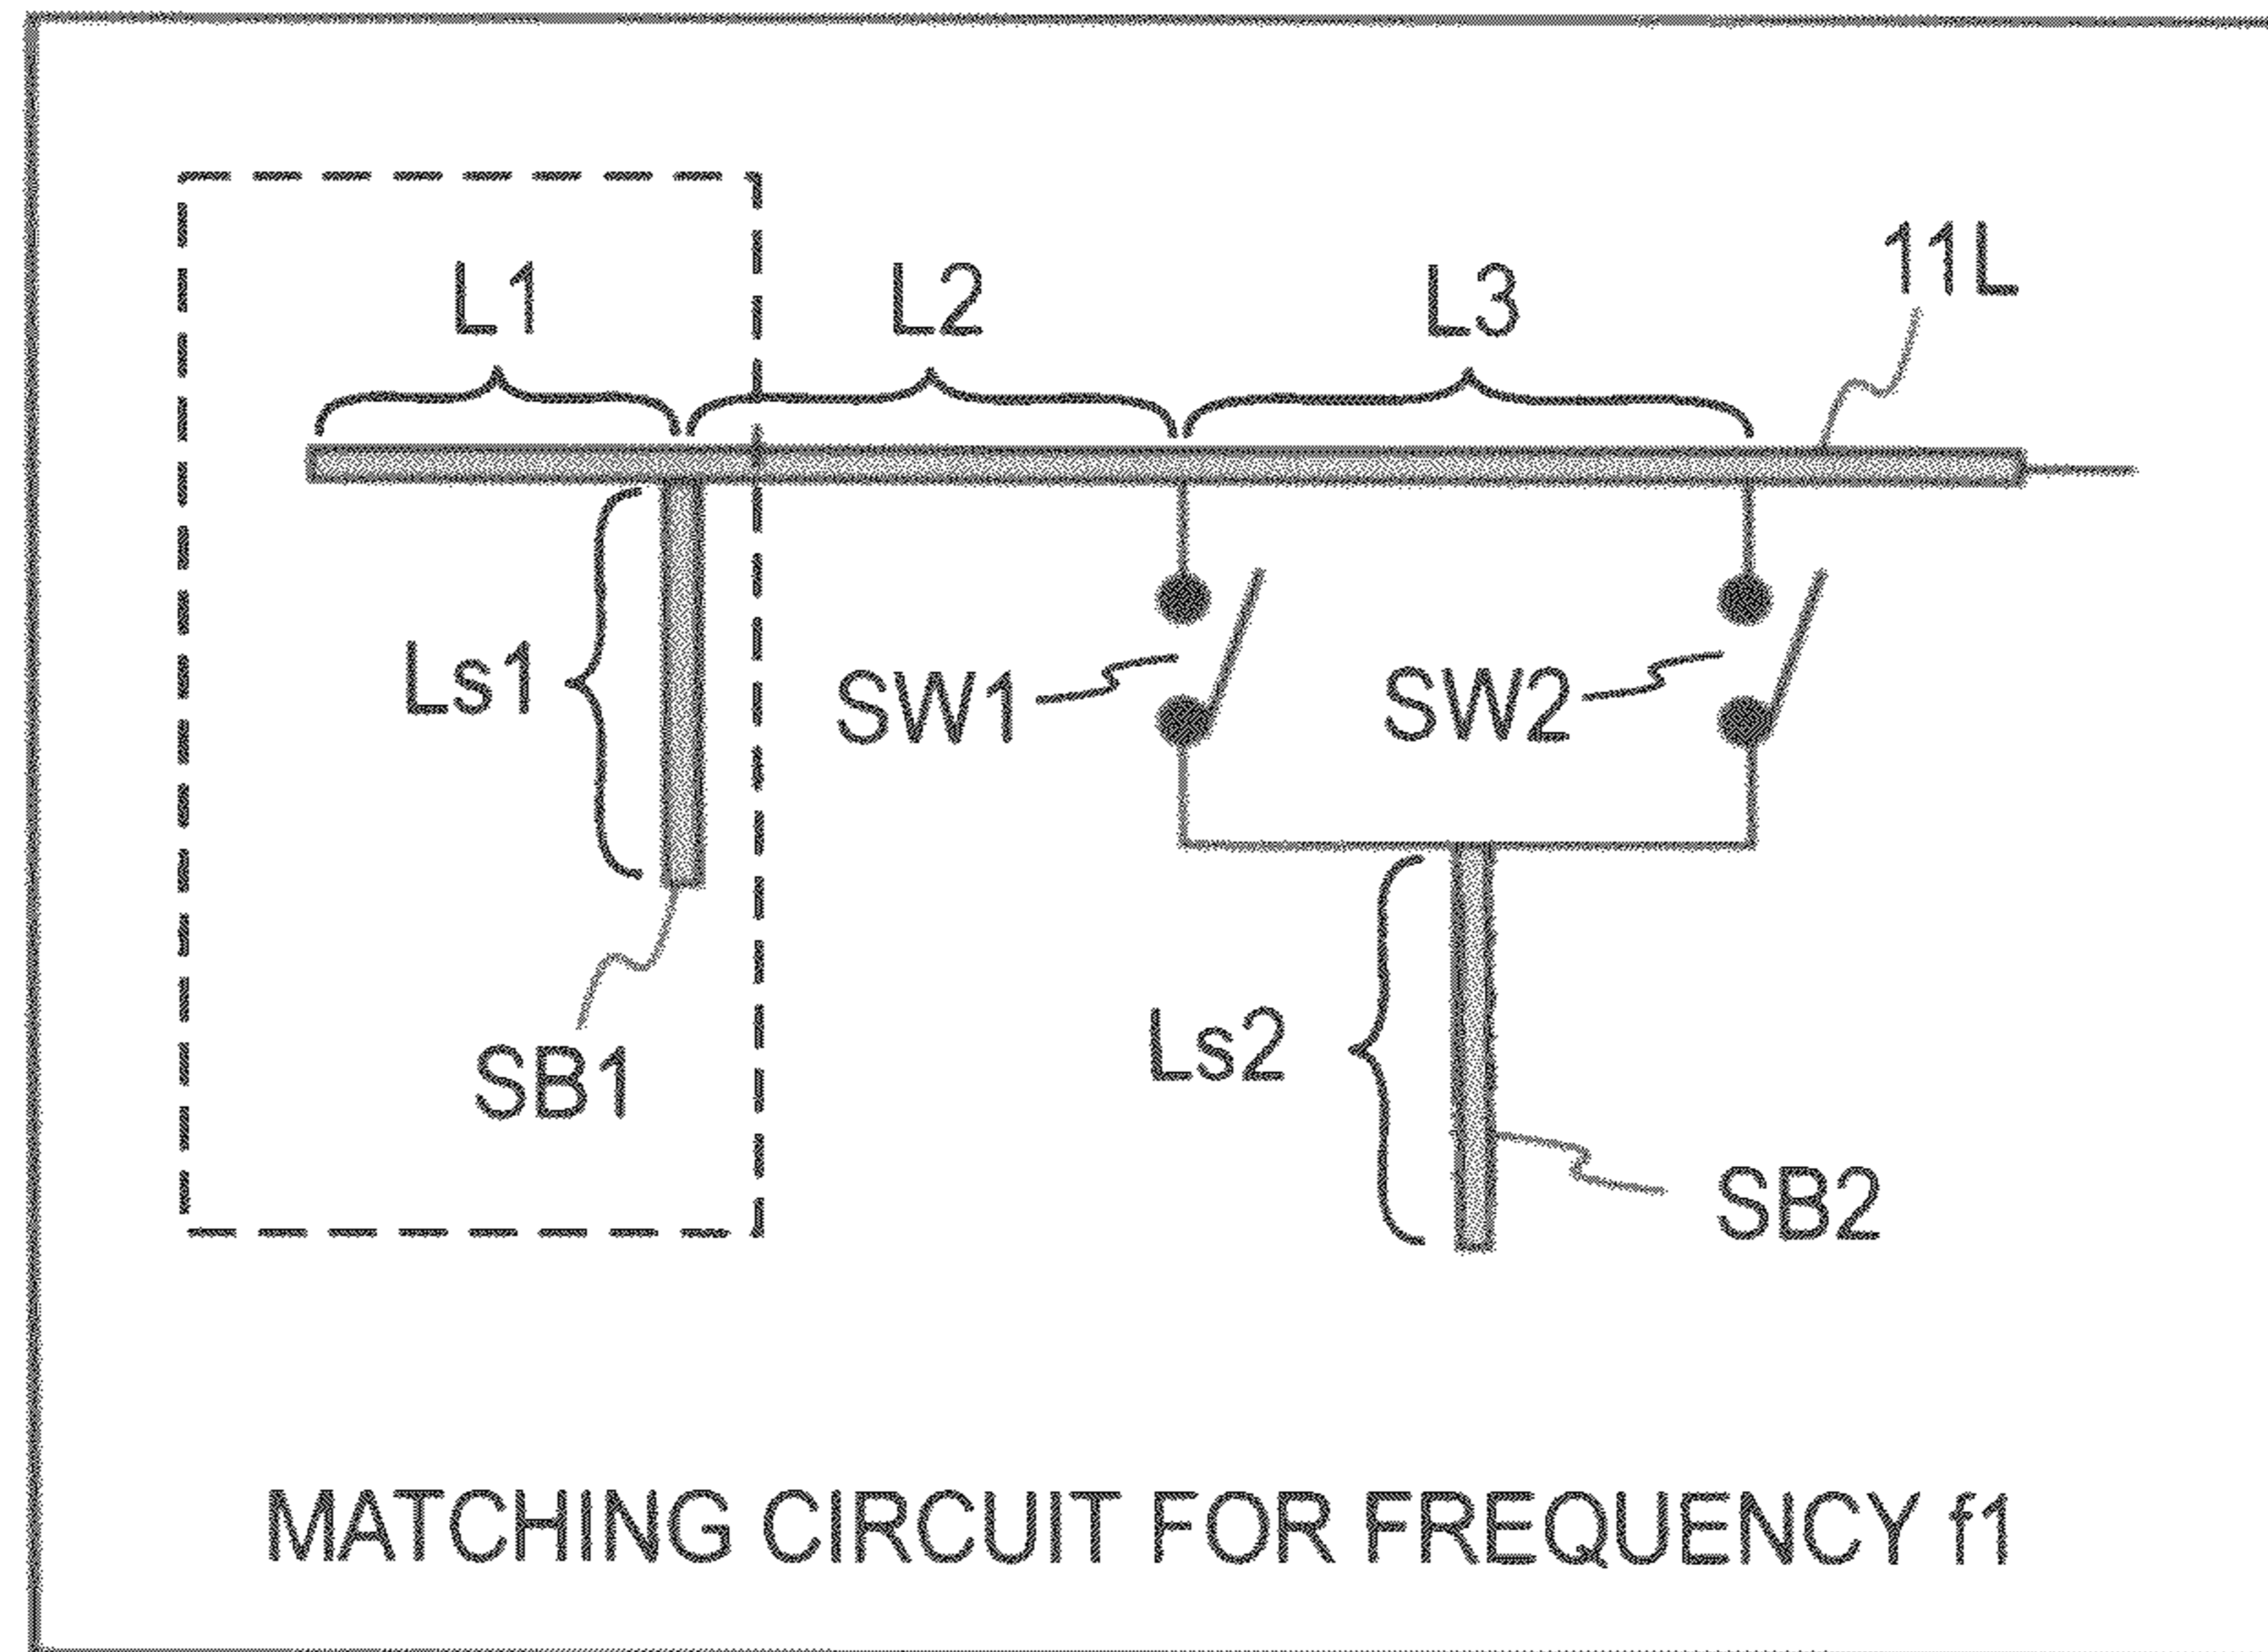 11L
L1
L2
L3
Ls1
SW1
SW2
SB1
Ls2
SB2
MATCHING CIRCUIT FOR FREQUENCY f1